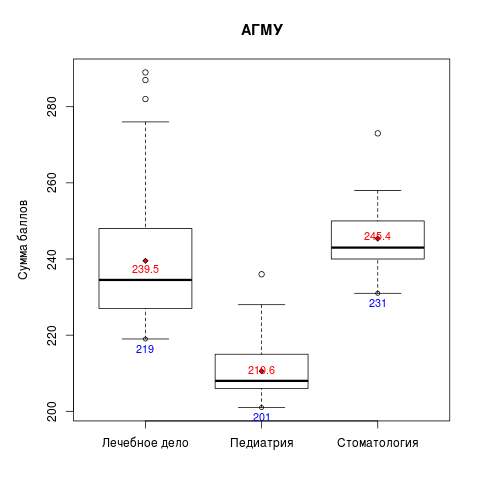 АГМУ
Сумма баллов
280
260
240
220
200
239.5
219
210.6
201
245.4
231
Лечебное дело
Педиатрия
Стоматология